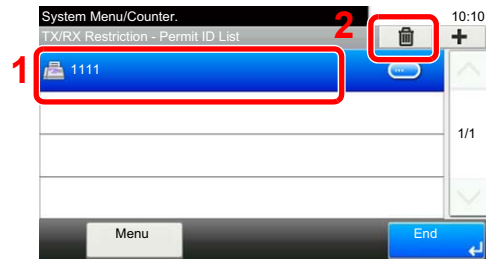 System Menu/Counter.
10:10
TX/RX Restriction - Permit ID List
2
1
1111
1/1
Menu
End